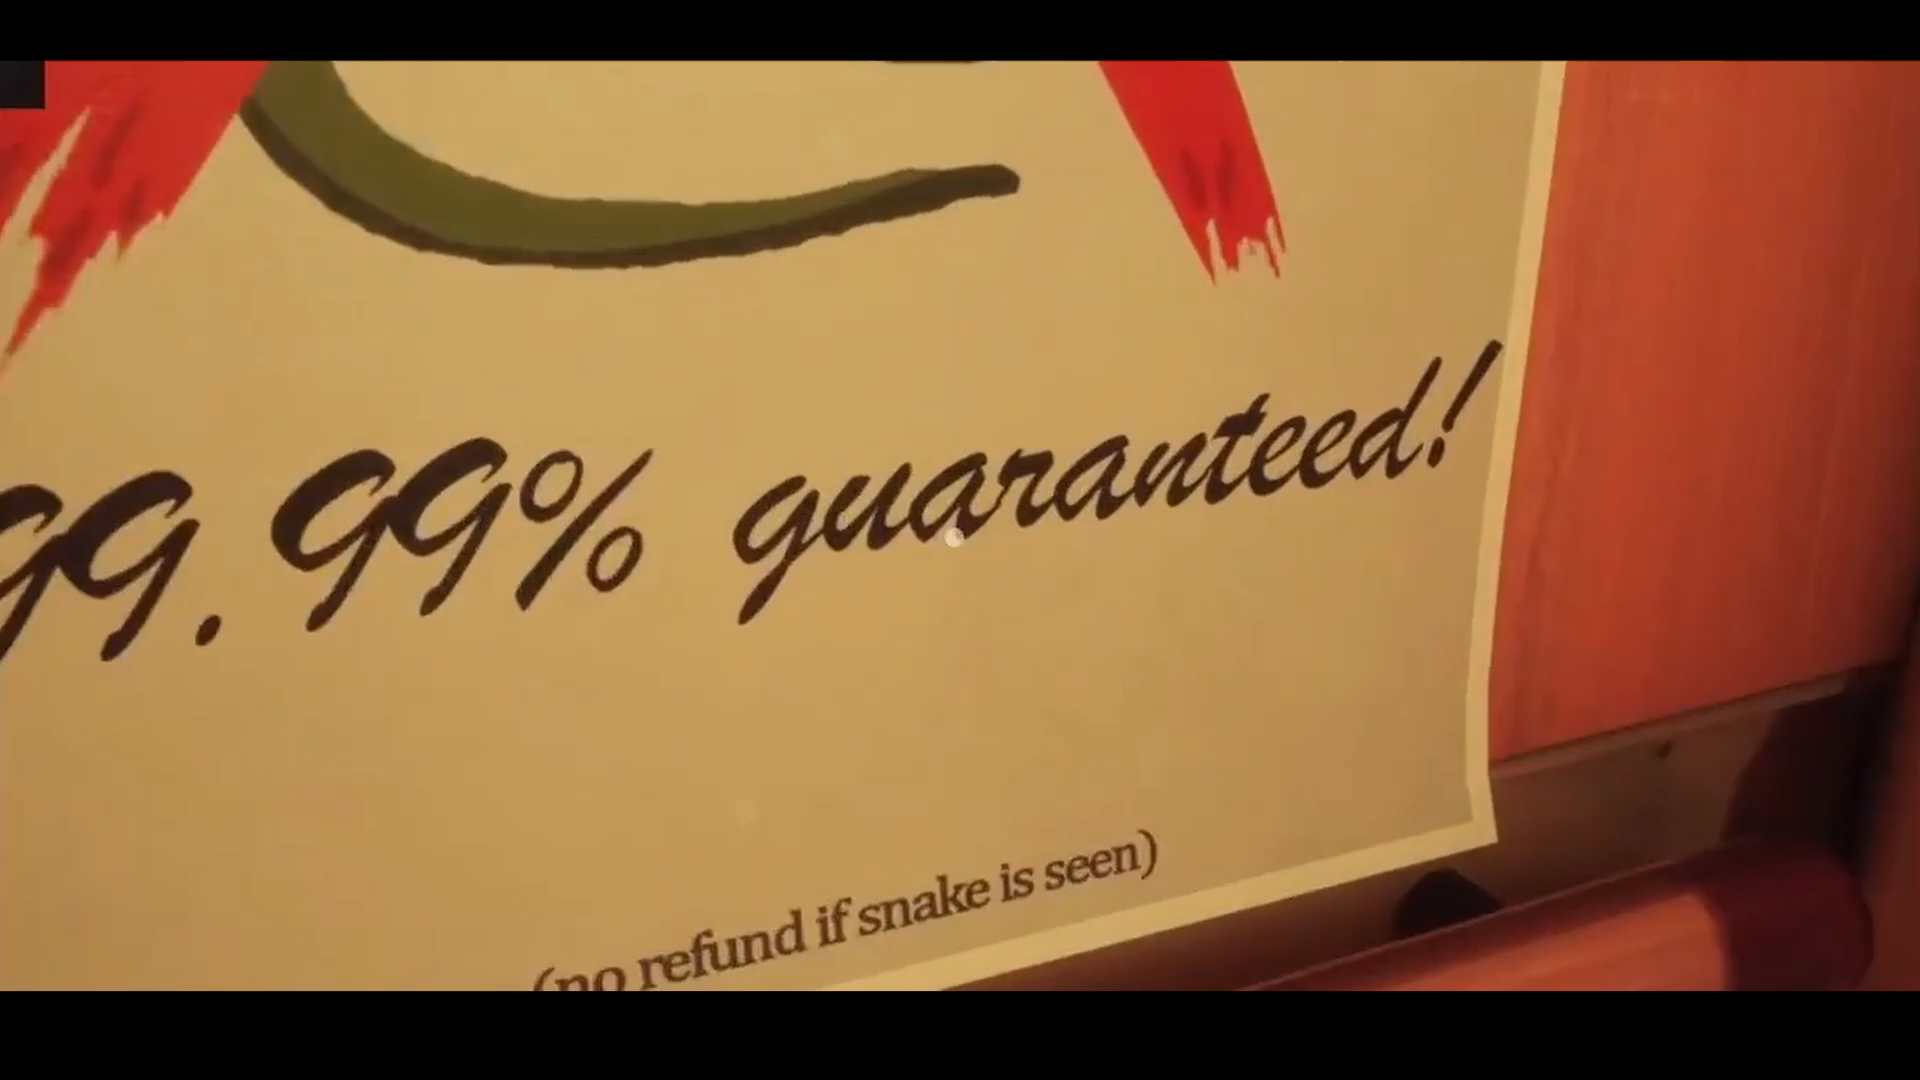 99.99% guaranteed!
(no refund if snake is seen)